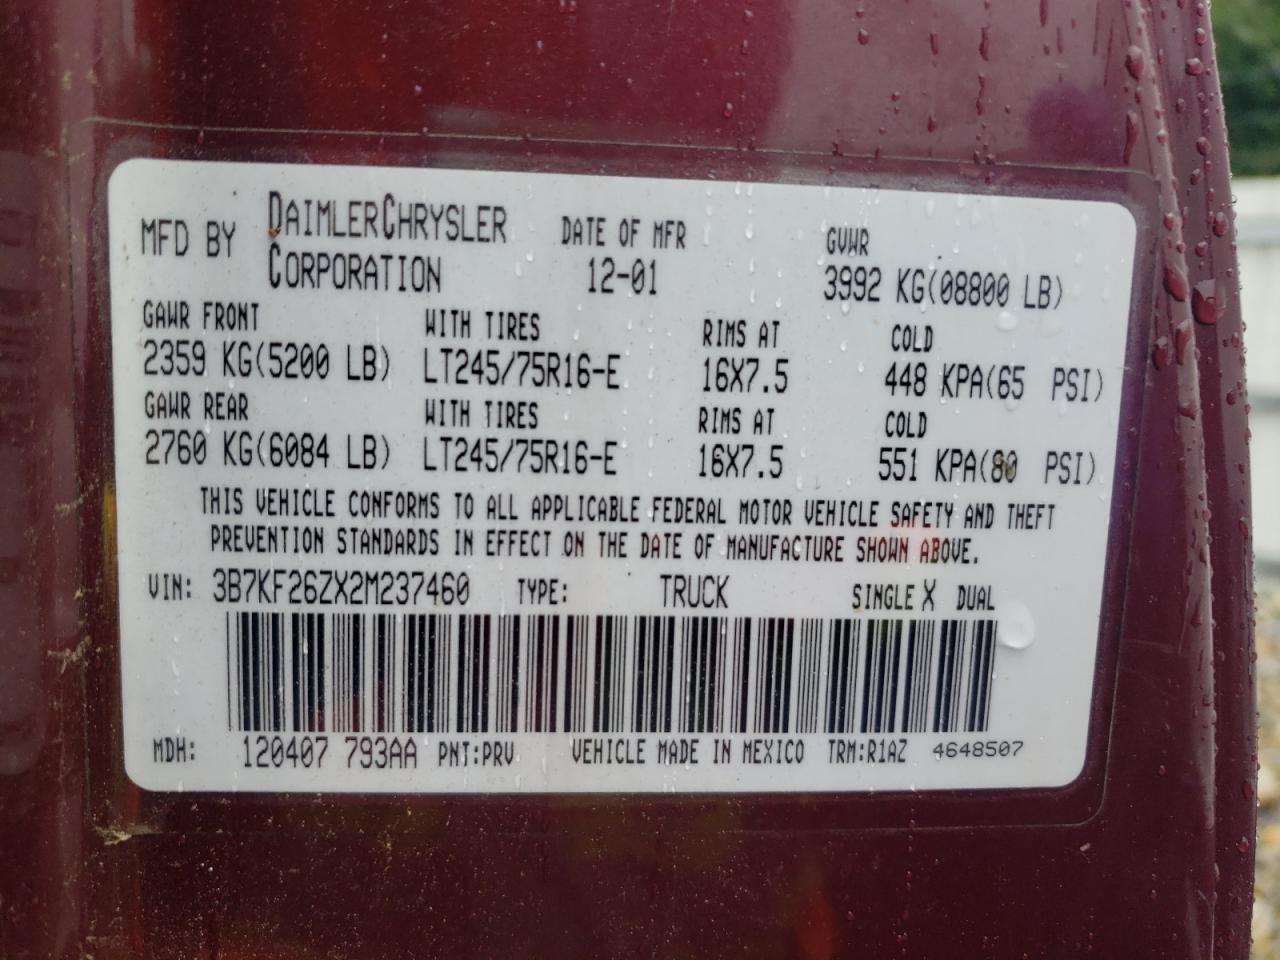 MFD BY DAIMLERCHRYSLER CORPORATION DATE OF MFR 12-01 GVWR 3992 KG(08800 LB)
GAWR FRONT WITH TIRES RIMS AT COLD
2359 KG(5200 LB) LT245/75R16-E 16X7.5 448 KPA(65 PSI)
GAWR REAR WITH TIRES RIMS AT COLD
2760 KG(6084 LB) LT245/75R16-E 16X7.5 551 KPA(80 PSI)
THIS VEHICLE CONFORMS TO ALL APPLICABLE FEDERAL MOTOR VEHICLE SAFETY AND THEFT
PREVENTION STANDARDS IN EFFECT ON THE DATE OF MANUFACTURE SHOWN ABOVE.
VIN: 3B7KF26ZX2M237460 TYPE: TRUCK SINGLE X DUAL
MDH: 120407 793AA PNT:PRV VEHICLE MADE IN MEXICO TRM:R1AZ 4648507